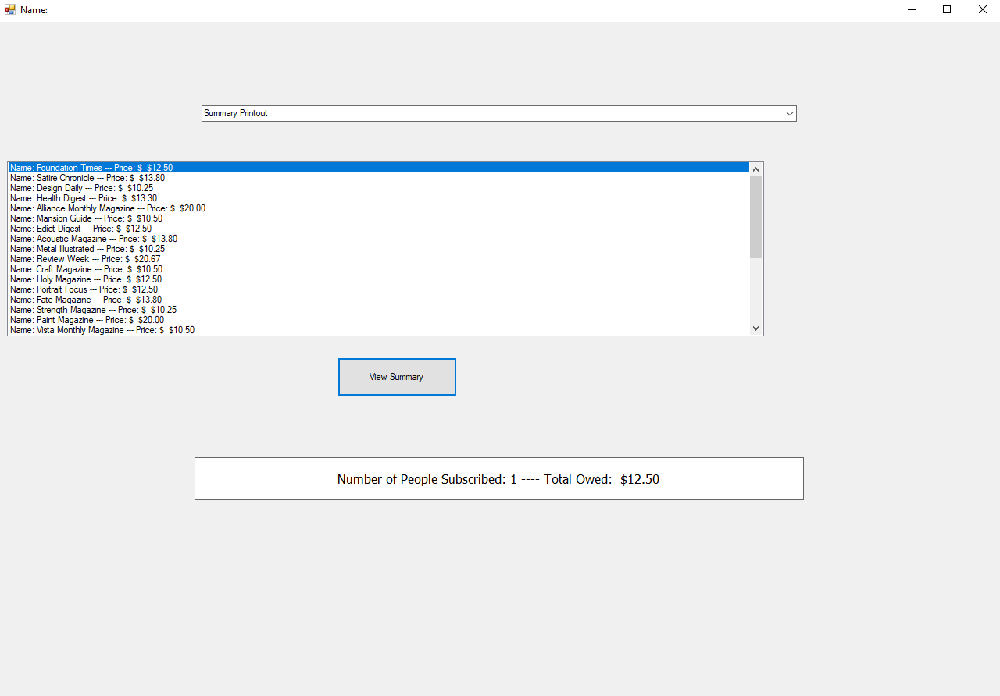 Name:
Summary Printout
Name: Foundation Times --- Price: $  $12.50
Name: Satire Chronicle --- Price: $  $13.80
Name: Design Daily --- Price: $  $10.25
Name: Health Digest --- Price: $  $13.30
Name: Alliance Monthly Magazine --- Price: $  $20.00
Name: Mansion Guide --- Price: $  $10.50
Name: Edict Digest --- Price: $  $12.50
Name: Acoustic Magazine --- Price: $  $13.80
Name: Metal Illustrated --- Price: $  $10.25
Name: Review Week --- Price: $  $20.67
Name: Craft Magazine --- Price: $  $10.50
Name: Holy Magazine --- Price: $  $12.50
Name: Portrait Focus --- Price: $  $12.50
Name: Fate Magazine --- Price: $  $13.80
Name: Strength Magazine --- Price: $  $10.25
Name: Paint Magazine --- Price: $  $20.00
Name: Vista Monthly Magazine --- Price: $  $10.50
View Summary
Number of People Subscribed: 1 ---- Total Owed:  $12.50